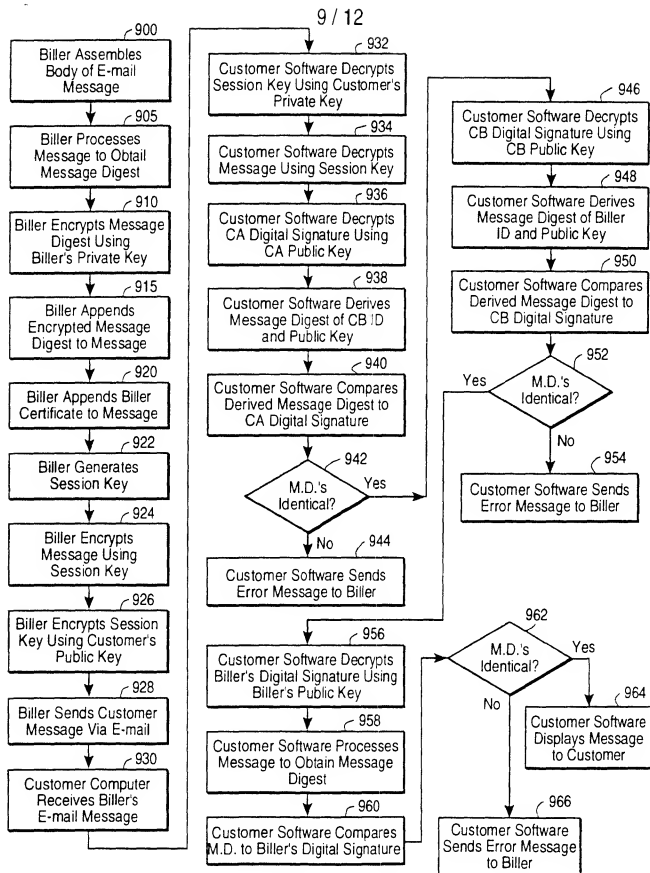 9 / 12
900
Biller Assembles
Body of E-mail
Message
905
Biller Processes
Message to Obtail
Message Digest
910
Biller Encrypts Message
Digest Using
Biller's Private Key
915
Biller Appends
Encrypted Message
Digest to Message
920
Biller Appends Biller
Certificate to Message
922
Biller Generates
Session Key
924
Biller Encrypts
Message Using
Session Key
926
Biller Encrypts Session
Key Using Customer's
Public Key
928
Biller Sends Customer
Message Via E-mail
930
Customer Computer
Receives Biller's
E-mail Message
932
Customer Software Decrypts
Session Key Using Customer's
Private Key
934
Customer Software Decrypts
Message Using Session Key
936
Customer Software Decrypts
CA Digital Signature Using
CA Public Key
938
Customer Software Derives
Message Digest of CB ID
and Public Key
940
Customer Software Compares
Derived Message Digest to
CA Digital Signature
942
M.D.'s
Identical?
Yes
No
944
Customer Software Sends
Error Message to Biller
946
Customer Software Decrypts
CB Digital Signature Using
CB Public Key
948
Customer Software Derives
Message Digest of Biller
ID and Public Key
950
Customer Software Compares
Derived Message Digest to
CB Digital Signature
952
Yes
M.D.'s
Identical?
No
954
Customer Software Sends
Error Message to Biller
956
Customer Software Decrypts
Biller's Digital Signature Using
Biller's Public Key
958
Customer Software Processes
Message to Obtain Message
Digest
960
Customer Software Compares
M.D. to Biller's Digital Signature
962
M.D.'s
Identical?
Yes
No
964
Customer Software
Displays Message
to Customer
966
Customer Software
Sends Error Message
to Biller